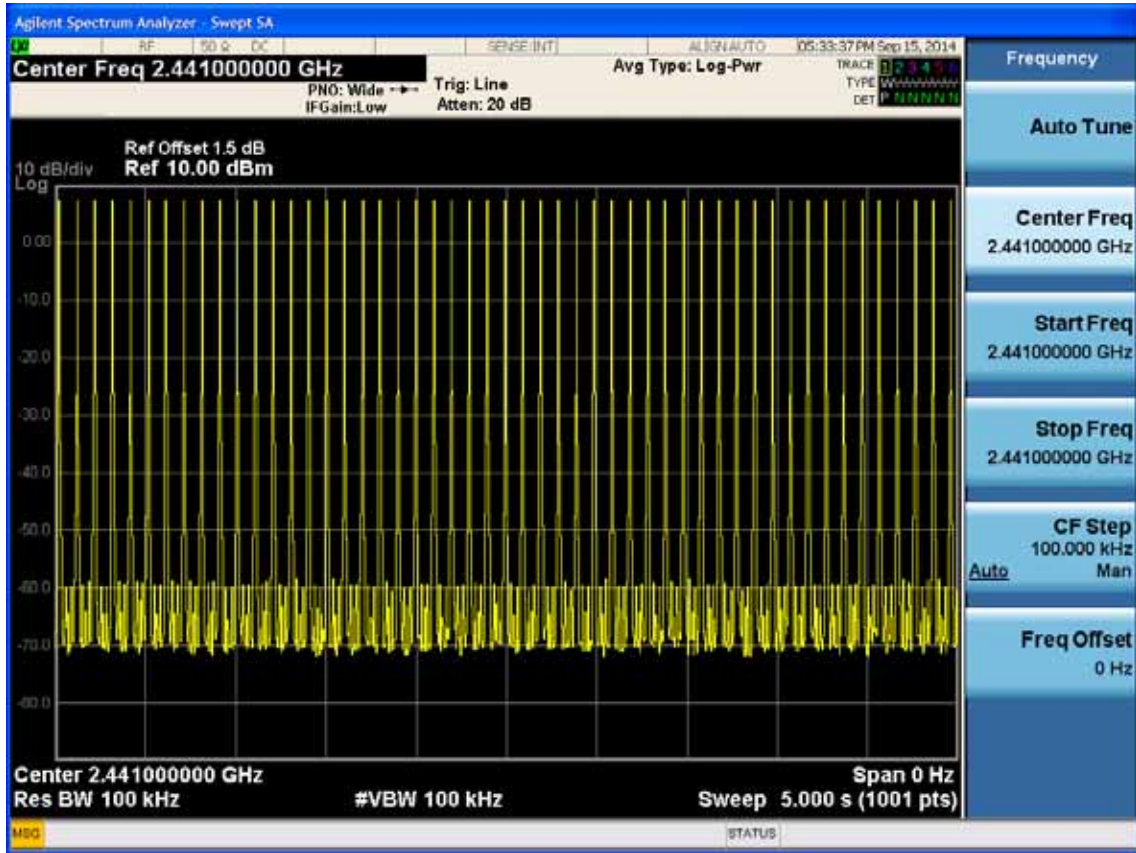 Agilent Spectrum Analyzer - Swept SA
RF 50 Ω DC SENSE:INT ALIGN AUTO 05:33:37 PM Sep 15, 2014
Center Freq 2.441000000 GHz
PNO: Wide
IFGain:Low
Trig: Line
Atten: 20 dB
Avg Type: Log-Pwr
TRACE 1 2 3 4 5 6
TYPE
DET P N N N N N
Ref Offset 1.5 dB
10 dB/div Ref 10.00 dBm
Log
0.00
-10.0
-20.0
-30.0
-40.0
-50.0
-60.0
-70.0
-80.0
Center 2.441000000 GHz Span 0 Hz
Res BW 100 kHz #VBW 100 kHz Sweep 5.000 s (1001 pts)
MSG STATUS
Frequency
Auto Tune
Center Freq
2.441000000 GHz
Start Freq
2.441000000 GHz
Stop Freq
2.441000000 GHz
CF Step
100.000 kHz
Auto Man
Freq Offset
0 Hz